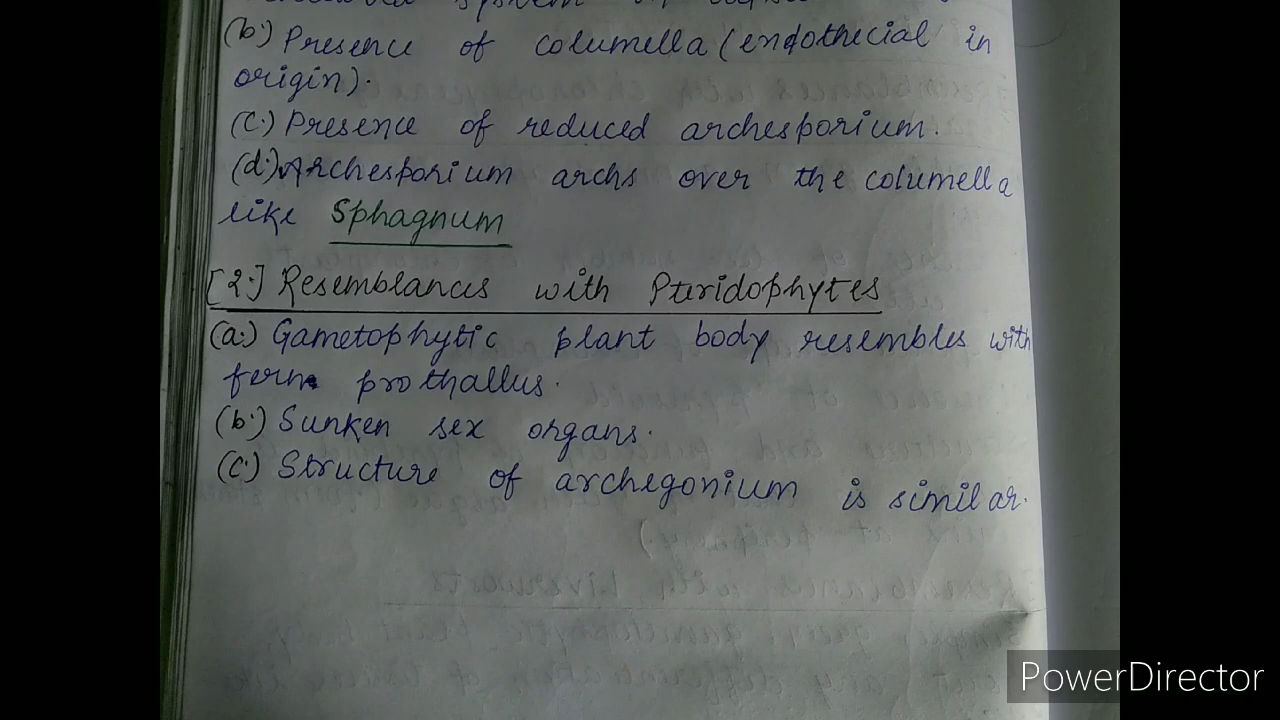 system
(b.) Presence of columella (endothecial in
origin).
(c.) Presence of reduced archesporium.
(d.) Archesporium archs over the columella
like Sphagnum
[2.] Resemblances with Pteridophytes
(a.) Gametophytic plant body resembles with
fern prothallus.
(b.) Sunken sex organs.
(c.) Structure of archegonium is similar.
PowerDirector